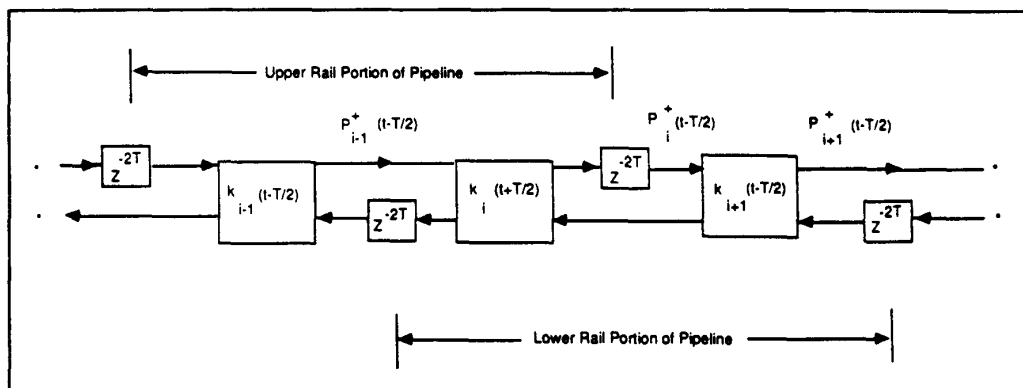 Upper Rail Portion of Pipeline
P+i-1 (t-T/2)
P+i (t-T/2)
P+i+1 (t-T/2)
Z-2T
Z-2T
ki-1 (t-T/2)
ki (t+T/2)
ki+1 (t-T/2)
Z-2T
Z-2T
Lower Rail Portion of Pipeline